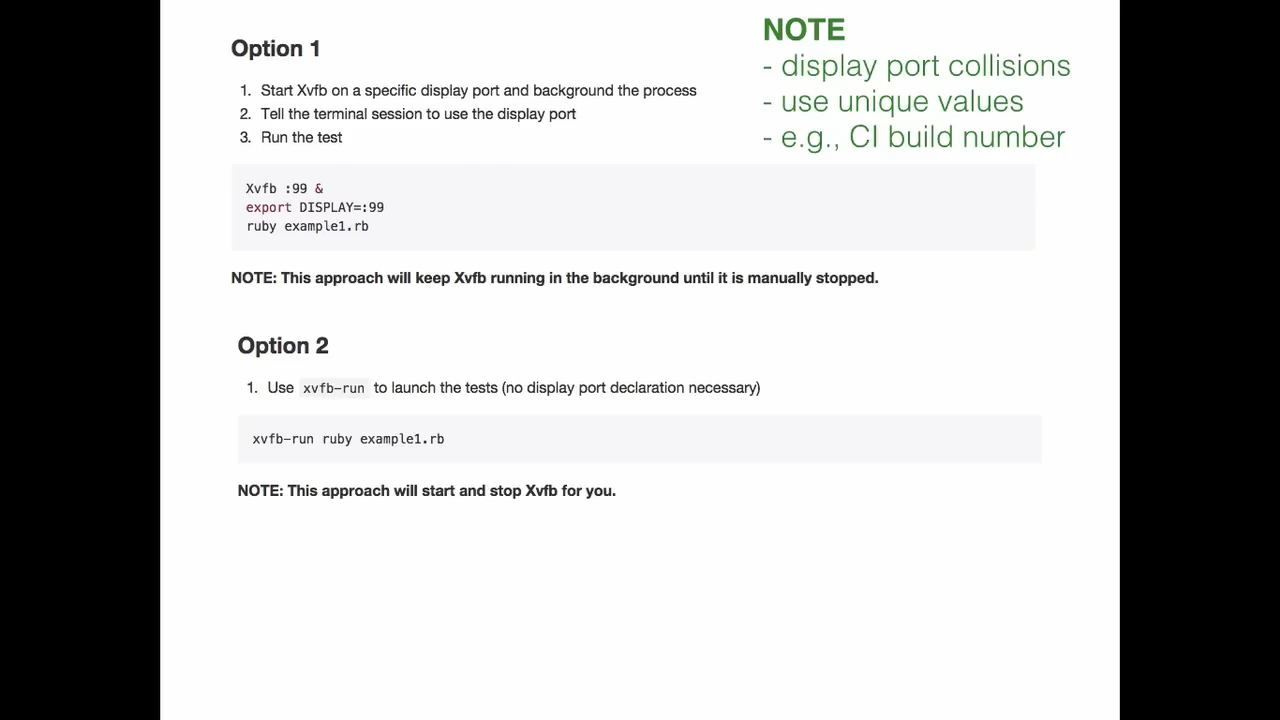 Option 1
1. Start Xvfb on a specific display port and background the process
2. Tell the terminal session to use the display port
3. Run the test
NOTE
- display port collisions
- use unique values
- e.g., CI build number
Xvfb :99 &
export DISPLAY=:99
ruby example1.rb
NOTE: This approach will keep Xvfb running in the background until it is manually stopped.
Option 2
1. Use xvfb-run to launch the tests (no display port declaration necessary)
xvfb-run ruby example1.rb
NOTE: This approach will start and stop Xvfb for you.